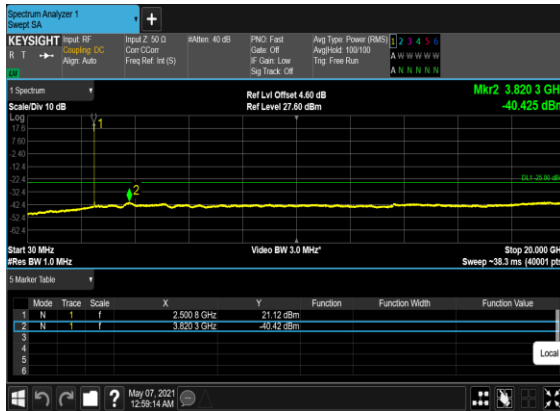 Spectrum Analyzer 1
Swept SA
+
KEYSIGHT Input: RF Input Z: 50 Ω #Atten: 40 dB PNO: Fast Avg Type: Power (RMS) 1 2 3 4 5 6
R T Coupling: DC Corr CCorr Gate: Off Avg|Hold: 100/100 A W W W W W
Align: Auto Freq Ref: Int (S) IF Gain: Low Trig: Free Run A N N N N N
Sig Track: Off
1 Spectrum
Scale/Div 10 dB Ref Lvl Offset 4.60 dB Mkr2 3.820 3 GHz
Ref Level 27.60 dBm -40.425 dBm
Log
17.6
7.60
-2.40
-12.4
-22.4
-32.4
-42.4
-52.4
-62.4
1
2
DL1 -25.00 dB
Start 30 MHz Video BW 3.0 MHz* Stop 20.000 GH
#Res BW 1.0 MHz Sweep ~38.3 ms (40001 pts
5 Marker Table
Mode Trace Scale X Y Function Function Width Function Value
1 N 1 f 2.500 8 GHz 21.12 dBm
2 N 1 f 3.820 3 GHz -40.42 dBm
3
4
5
6
Local
? May 07, 2021
12:59:14 AM